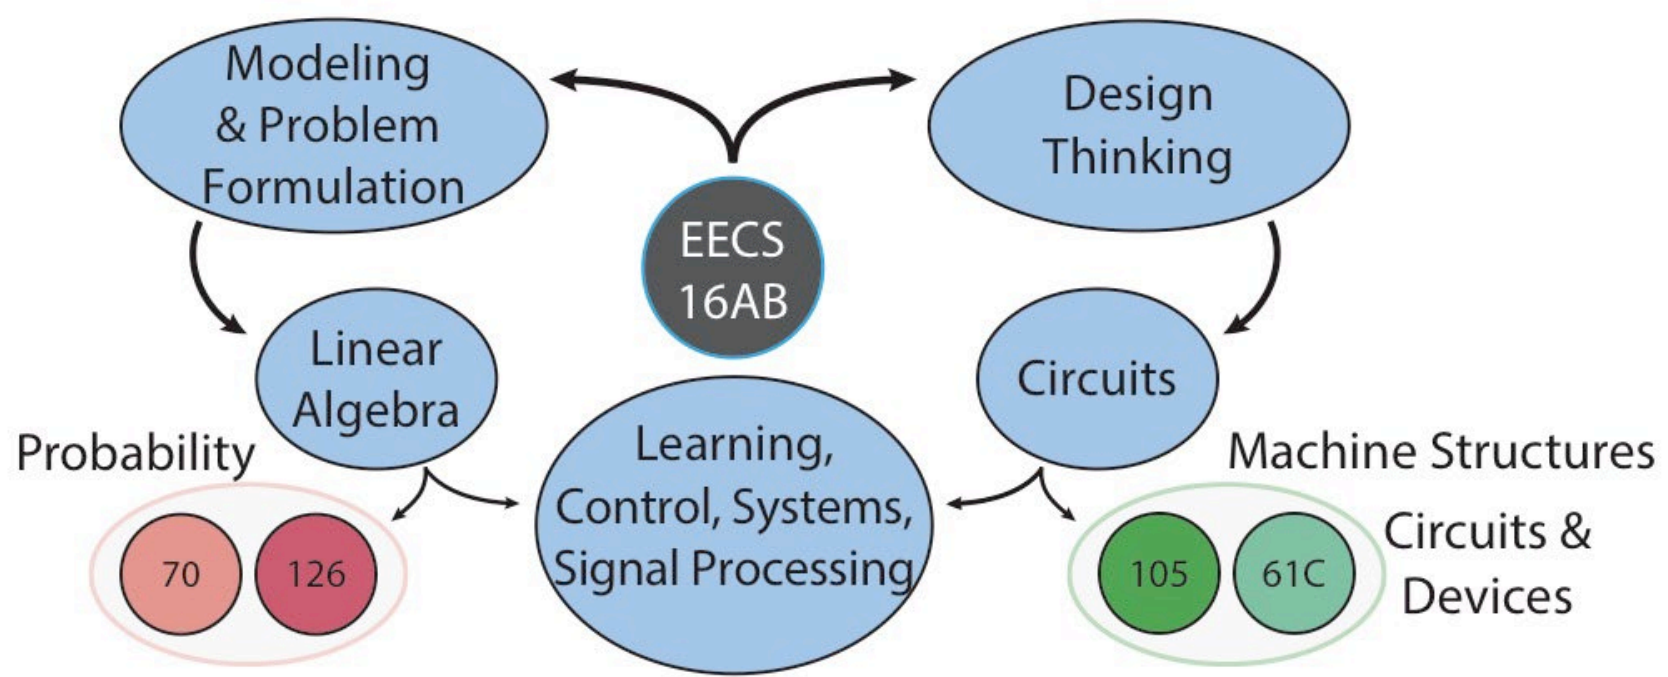 Modeling
& Problem
Formulation
Design
Thinking
EECS
16AB
Linear
Algebra
Circuits
Probability
70
126
Learning,
Control, Systems,
Signal Processing
Machine Structures
105
61C
Circuits &
Devices